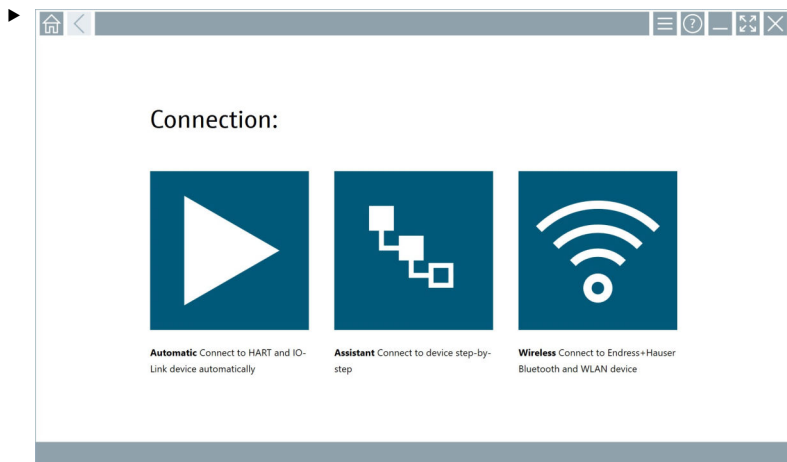 Connection:
Automatic Connect to HART and IO-
Link device automatically
Assistant Connect to device step-by-
step
Wireless Connect to Endress+Hauser
Bluetooth and WLAN device